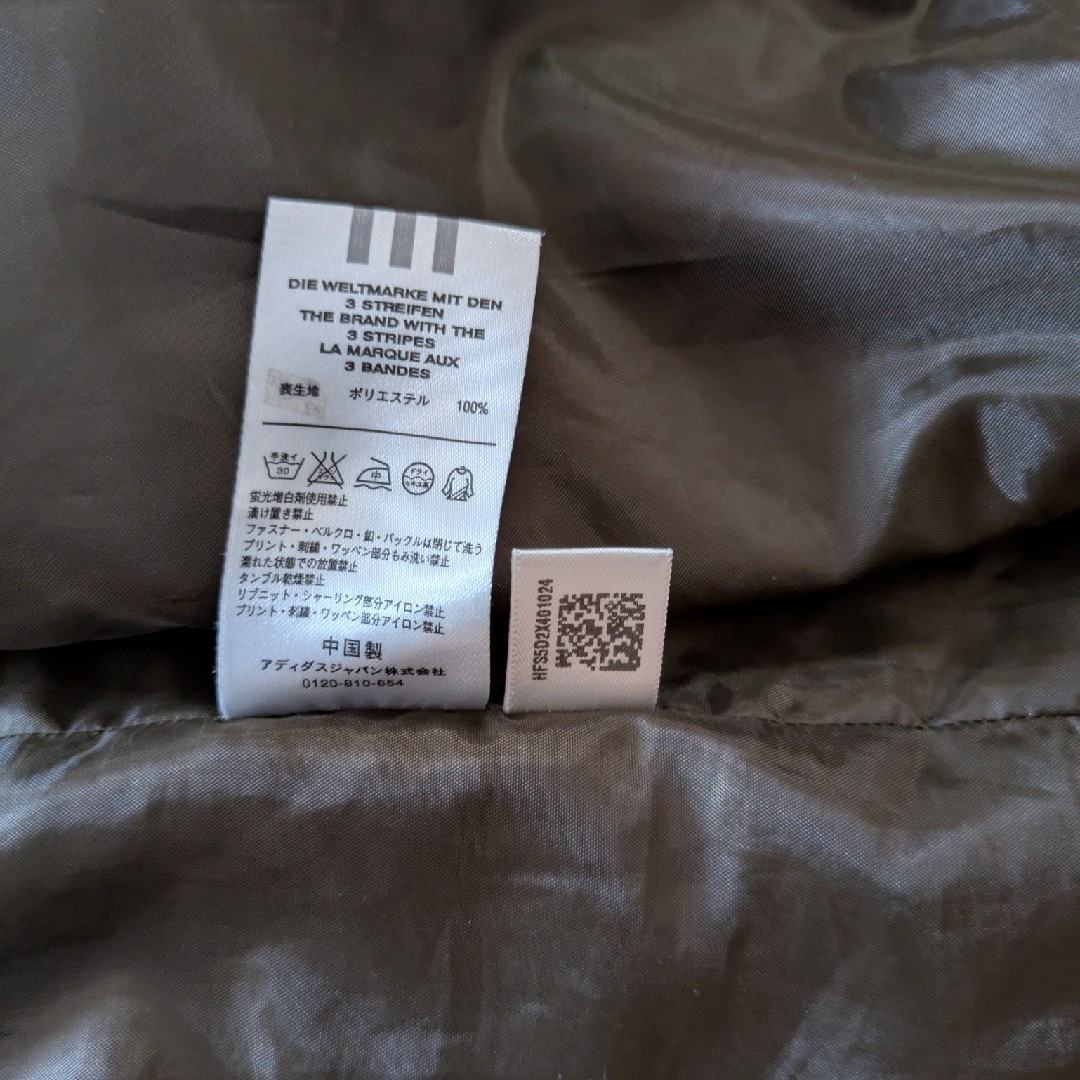 DIE WELTMARKE MIT DEN
3 STREIFEN
THE BRAND WITH THE
3 STRIPES
LA MARQUE AUX
3 BANDES
表生地 ポリエステル 100%
手洗イ
30
中
ドライ
蛍光増白剤使用禁止
漬け置き禁止
ファスナー・ベルクロ・釦・バックルは閉じて洗う
プリント・刺繍・ワッペン部分もみ洗い禁止
濡れた状態での放置禁止
タンブル乾燥禁止
リブニット・シャーリング部分アイロン禁止
プリント・刺繍・ワッペン部分アイロン禁止
中国製
アディダスジャパン株式会社
0120-810-654
HFS5D2X401024